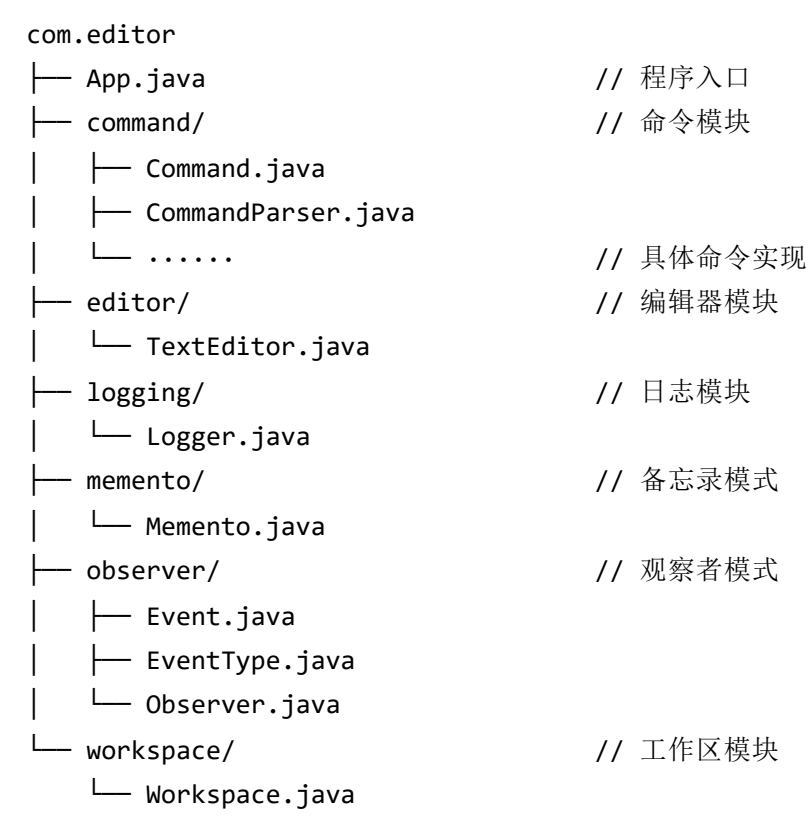 com.editor
├── App.java                          // 程序入口
├── command/                          // 命令模块
│   ├── Command.java
│   ├── CommandParser.java
│   └── ......                        // 具体命令实现
├── editor/                           // 编辑器模块
│   └── TextEditor.java
├── logging/                          // 日志模块
│   └── Logger.java
├── memento/                          // 备忘录模式
│   └── Memento.java
├── observer/                         // 观察者模式
│   ├── Event.java
│   ├── EventType.java
│   └── Observer.java
└── workspace/                        // 工作区模块
    └── Workspace.java